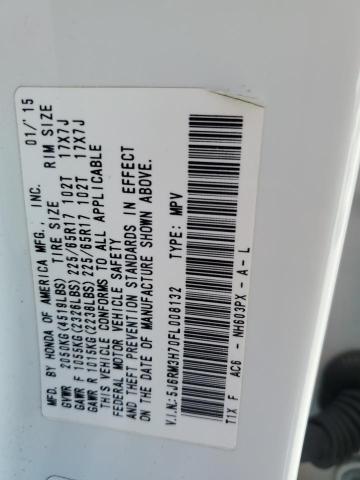 MFD. BY HONDA OF AMERICA MFG., INC. 01/'15
GVWR 2050KG(4519LBS) TIRE SIZE RIM SIZE
GAWR F 1055KG(2326LBS) 225/65R17 102T 17X7J
GAWR R 1015KG(2238LBS) 225/65R17 102T 17X7J
THIS VEHICLE CONFORMS TO ALL APPLICABLE
FEDERAL MOTOR VEHICLE SAFETY
AND THEFT PREVENTION STANDARDS IN EFFECT
ON THE DATE OF MANUFACTURE SHOWN ABOVE.
V.I.N.: 5J6RM3H70FL008132 TYPE: MPV
T1X F AC6 - NH603PX - A - L